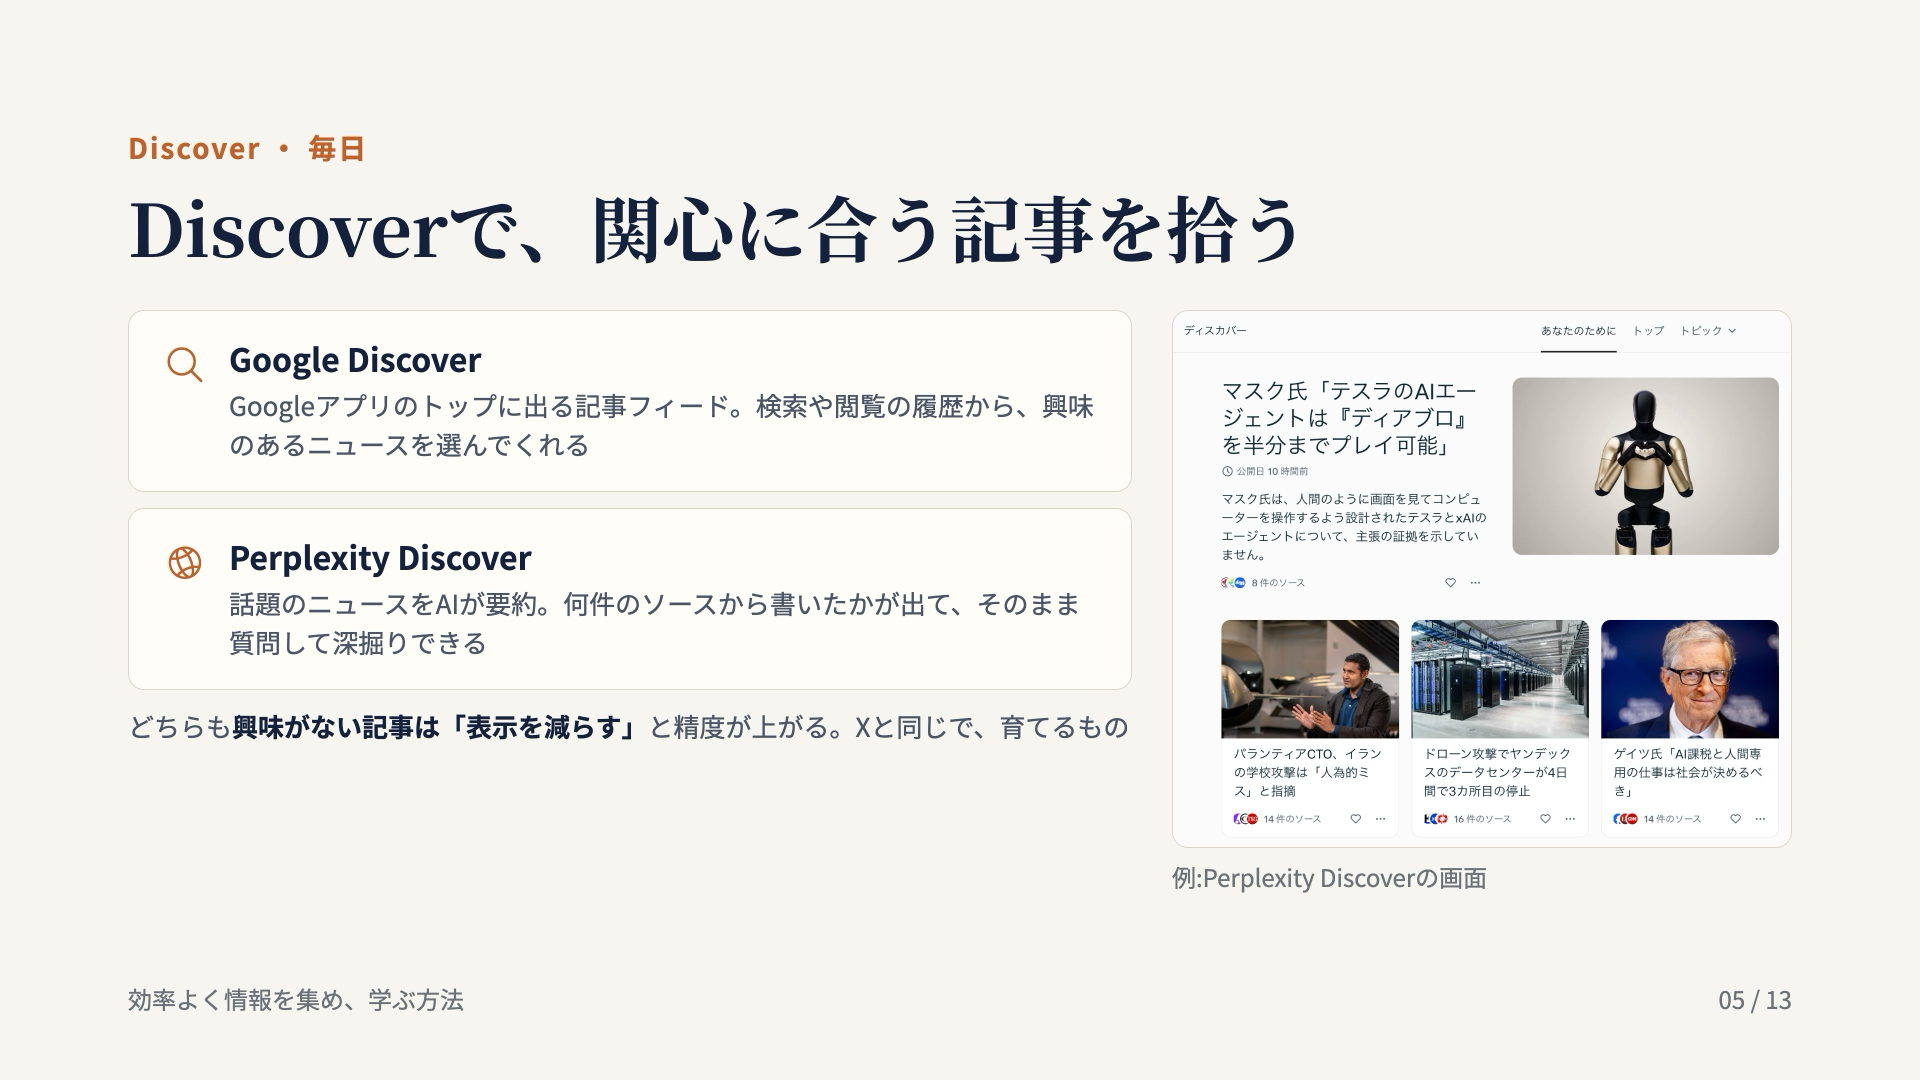 Discover ・ 毎日
Discoverで、関心に合う記事を拾う
Google Discover
Googleアプリのトップに出る記事フィード。検索や閲覧の履歴から、興味
のあるニュースを選んでくれる
Perplexity Discover
話題のニュースをAIが要約。何件のソースから書いたかが出て、そのまま
質問して深掘りできる
どちらも興味がない記事は「表示を減らす」と精度が上がる。Xと同じで、育てるもの
ディスカバー
あなたのために トップ トピック
マスク氏「テスラのAIエー
ジェントは『ディアブロ』
を半分までプレイ可能」
公開日 10 時間前
マスク氏は、人間のように画面を見てコンピュ
ーターを操作するよう設計されたテスラとxAIの
エージェントについて、主張の証拠を示してい
ません。
8 件のソース
パランティアCTO、イラン
の学校攻撃は「人為的ミ
ス」と指摘
14 件のソース
ドローン攻撃でヤンデック
スのデータセンターが4日
間で3カ所目の停止
16 件のソース
ゲイツ氏「AI課税と人間専
用の仕事は社会が決めるべ
き」
14 件のソース
例:Perplexity Discoverの画面
効率よく情報を集め、学ぶ方法
05 / 13